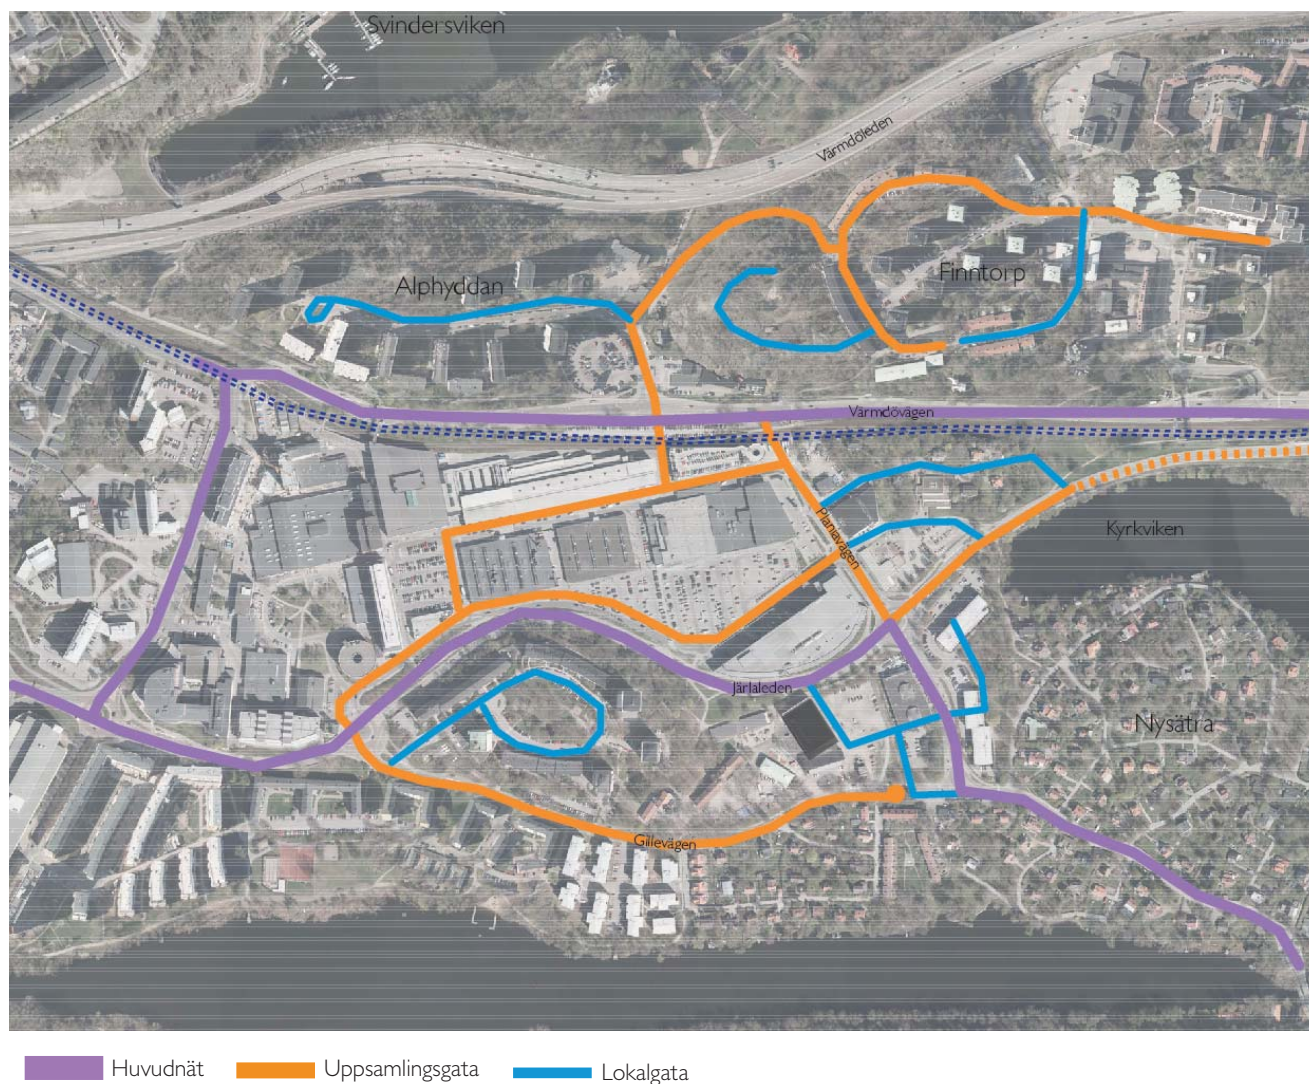 Svindersviken
Värmdöleden
Alphyddan
Finntorp
Värmdövägen
Planiavägen
Kyrkviken
Järlaleden
Nysätra
Gillevägen
Huvudnät
Uppsamlingsgata
Lokalgata